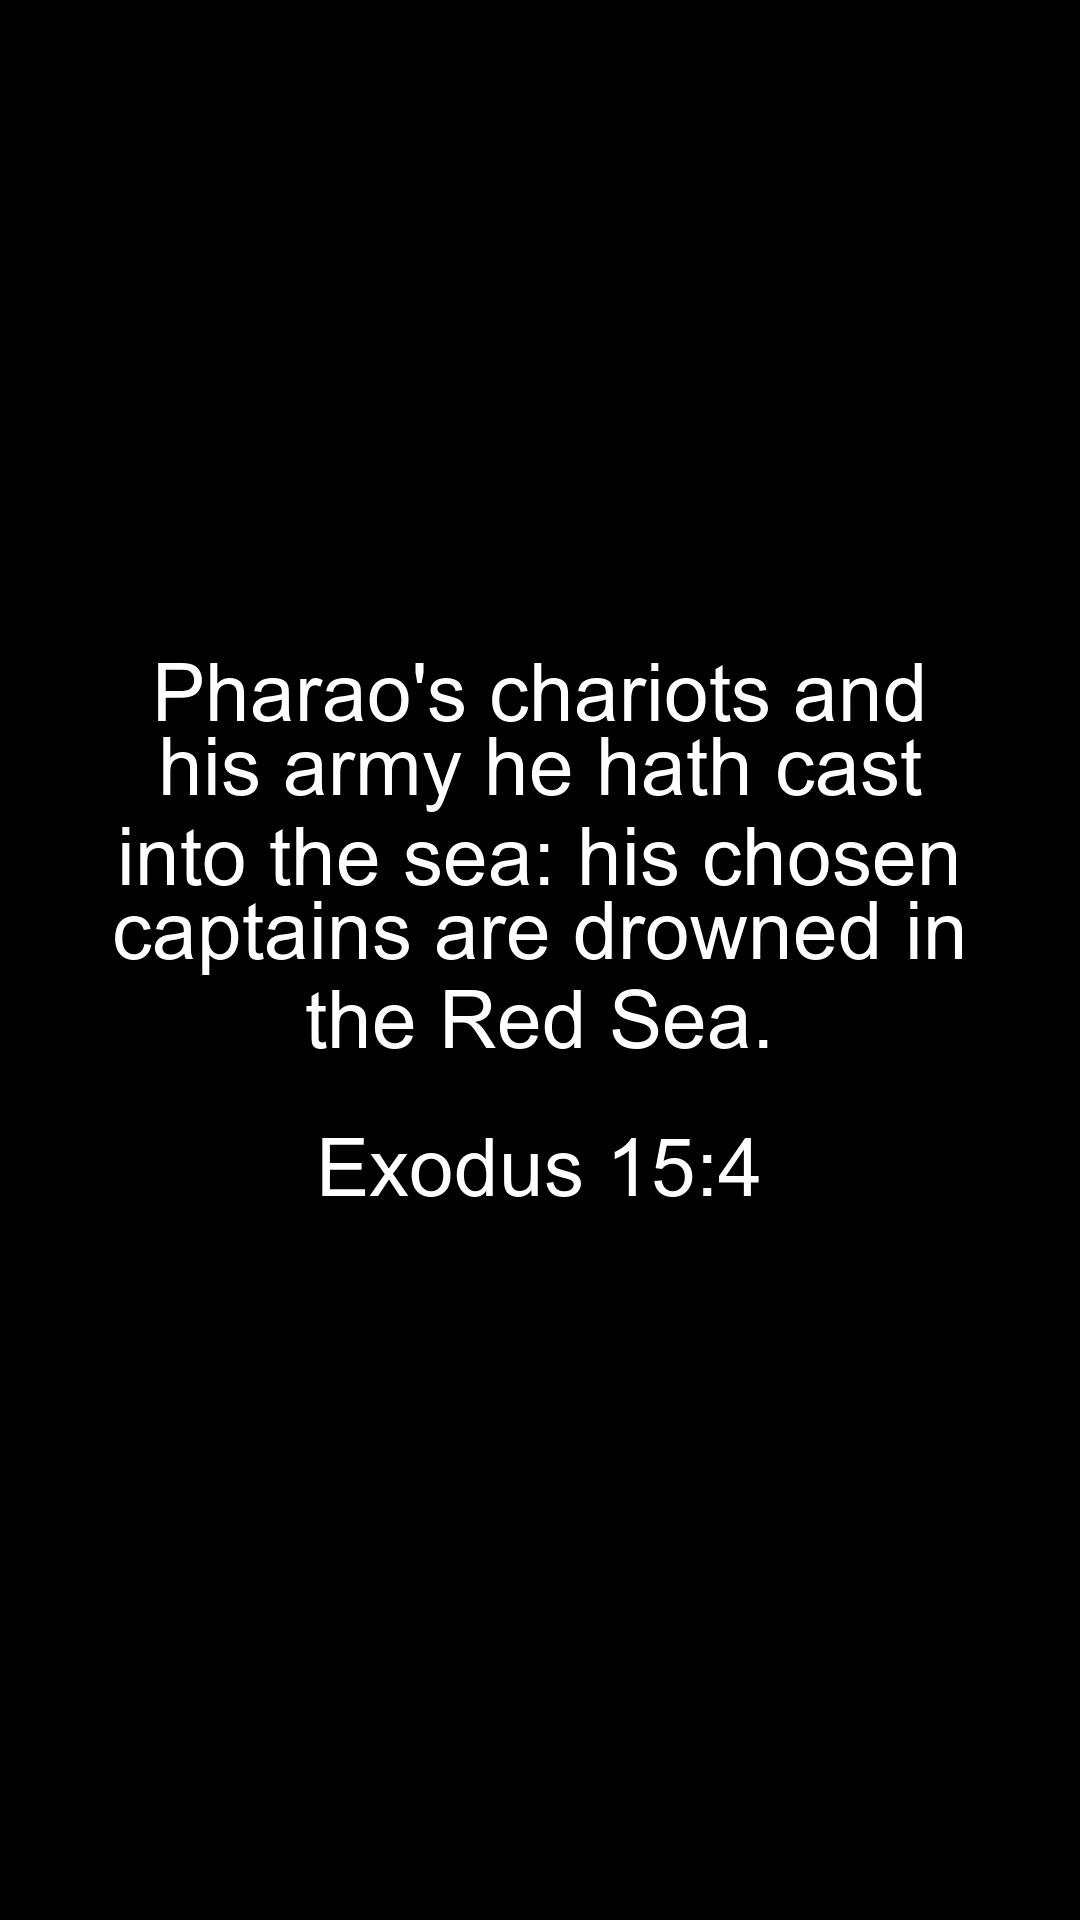 Pharao's chariots and
his army he hath cast
into the sea: his chosen
captains are drowned in
the Red Sea.
Exodus 15:4